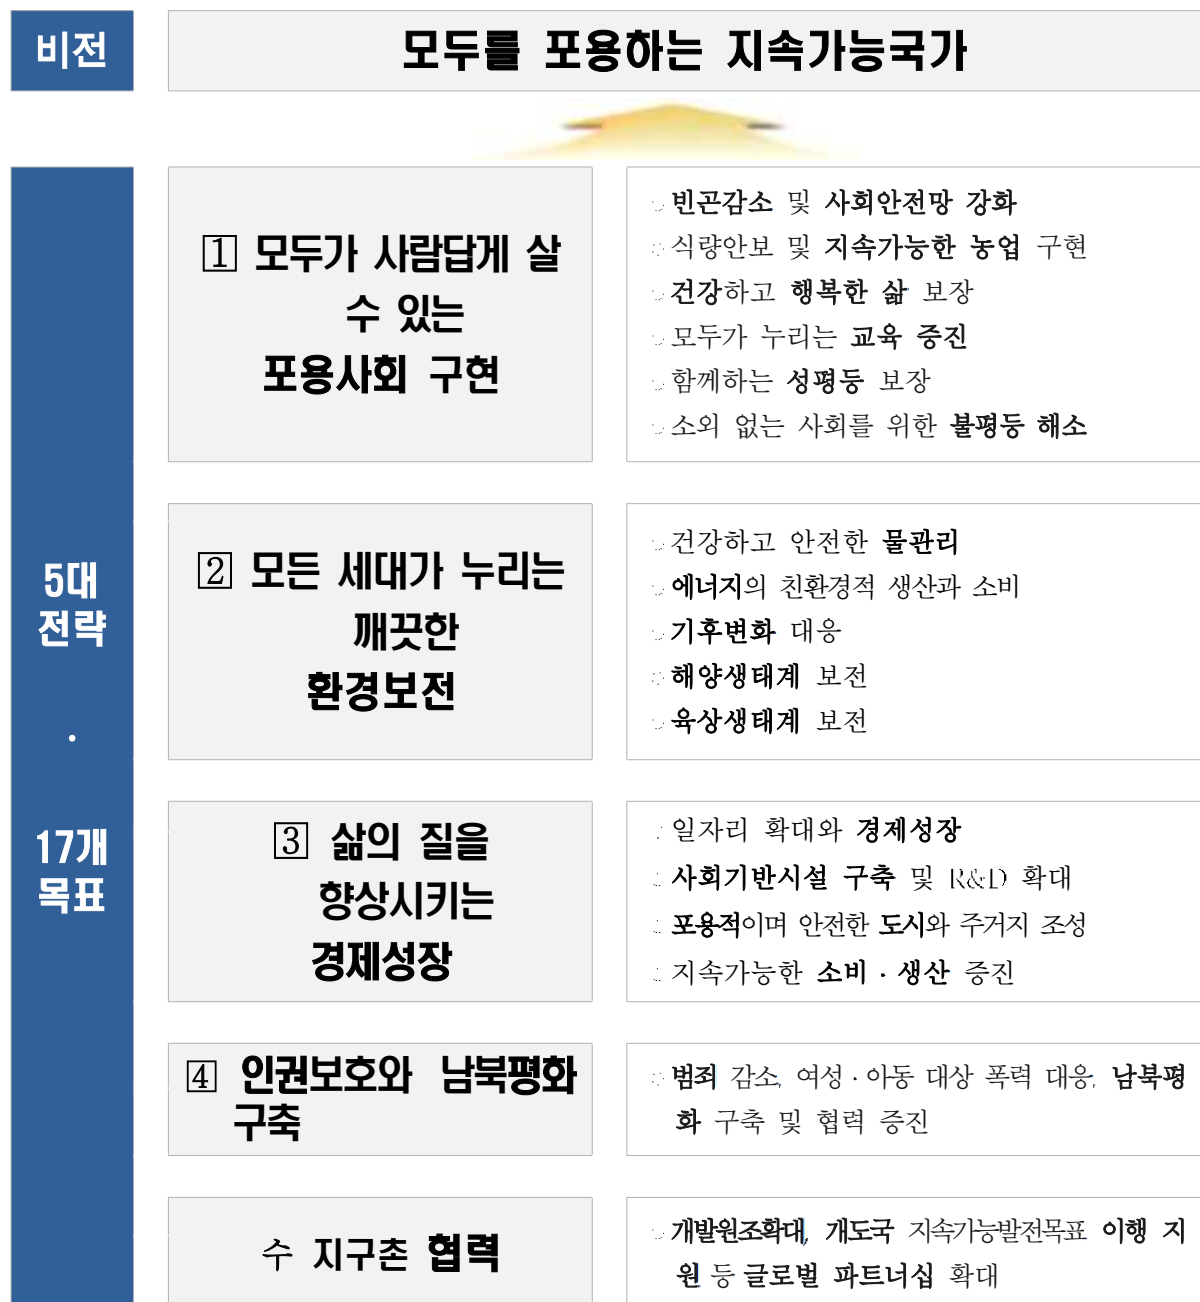 비전
모두를 포용하는 지속가능국가
5대
전략
·
17개
목표
1 모두가 사람답게 살
수 있는
포용사회 구현
빈곤감소 및 사회안전망 강화
식량안보 및 지속가능한 농업 구현
건강하고 행복한 삶 보장
모두가 누리는 교육 증진
함께하는 성평등 보장
소외 없는 사회를 위한 불평등 해소
2 모든 세대가 누리는
깨끗한
환경보전
건강하고 안전한 물관리
에너지의 친환경적 생산과 소비
기후변화 대응
해양생태계 보전
육상생태계 보전
3 삶의 질을
향상시키는
경제성장
일자리 확대와 경제성장
사회기반시설 구축 및 R&D 확대
포용적이며 안전한 도시와 주거지 조성
지속가능한 소비·생산 증진
4 인권보호와 남북평화
구축
범죄 감소, 여성·아동 대상 폭력 대응, 남북평
화 구축 및 협력 증진
수 지구촌 협력
개발원조확대, 개도국 지속가능발전목표 이행 지
원 등 글로벌 파트너십 확대